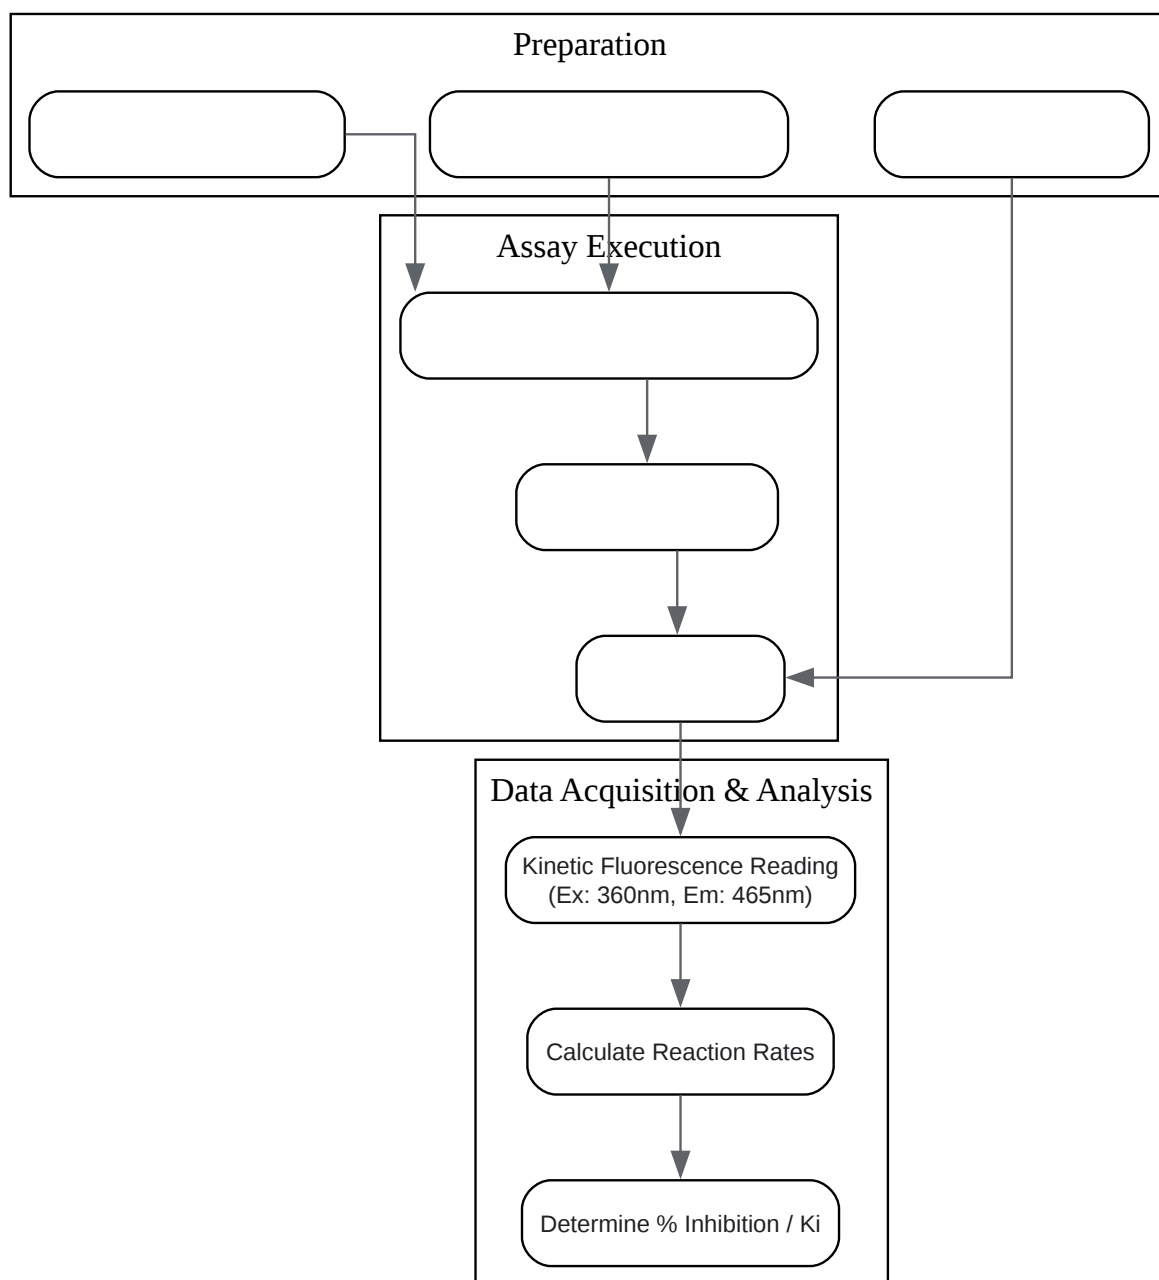 Preparation
Assay Execution
Data Acquisition & Analysis
Kinetic Fluorescence Reading
(Ex: 360nm, Em: 465nm)
Calculate Reaction Rates
Determine % Inhibition / Ki